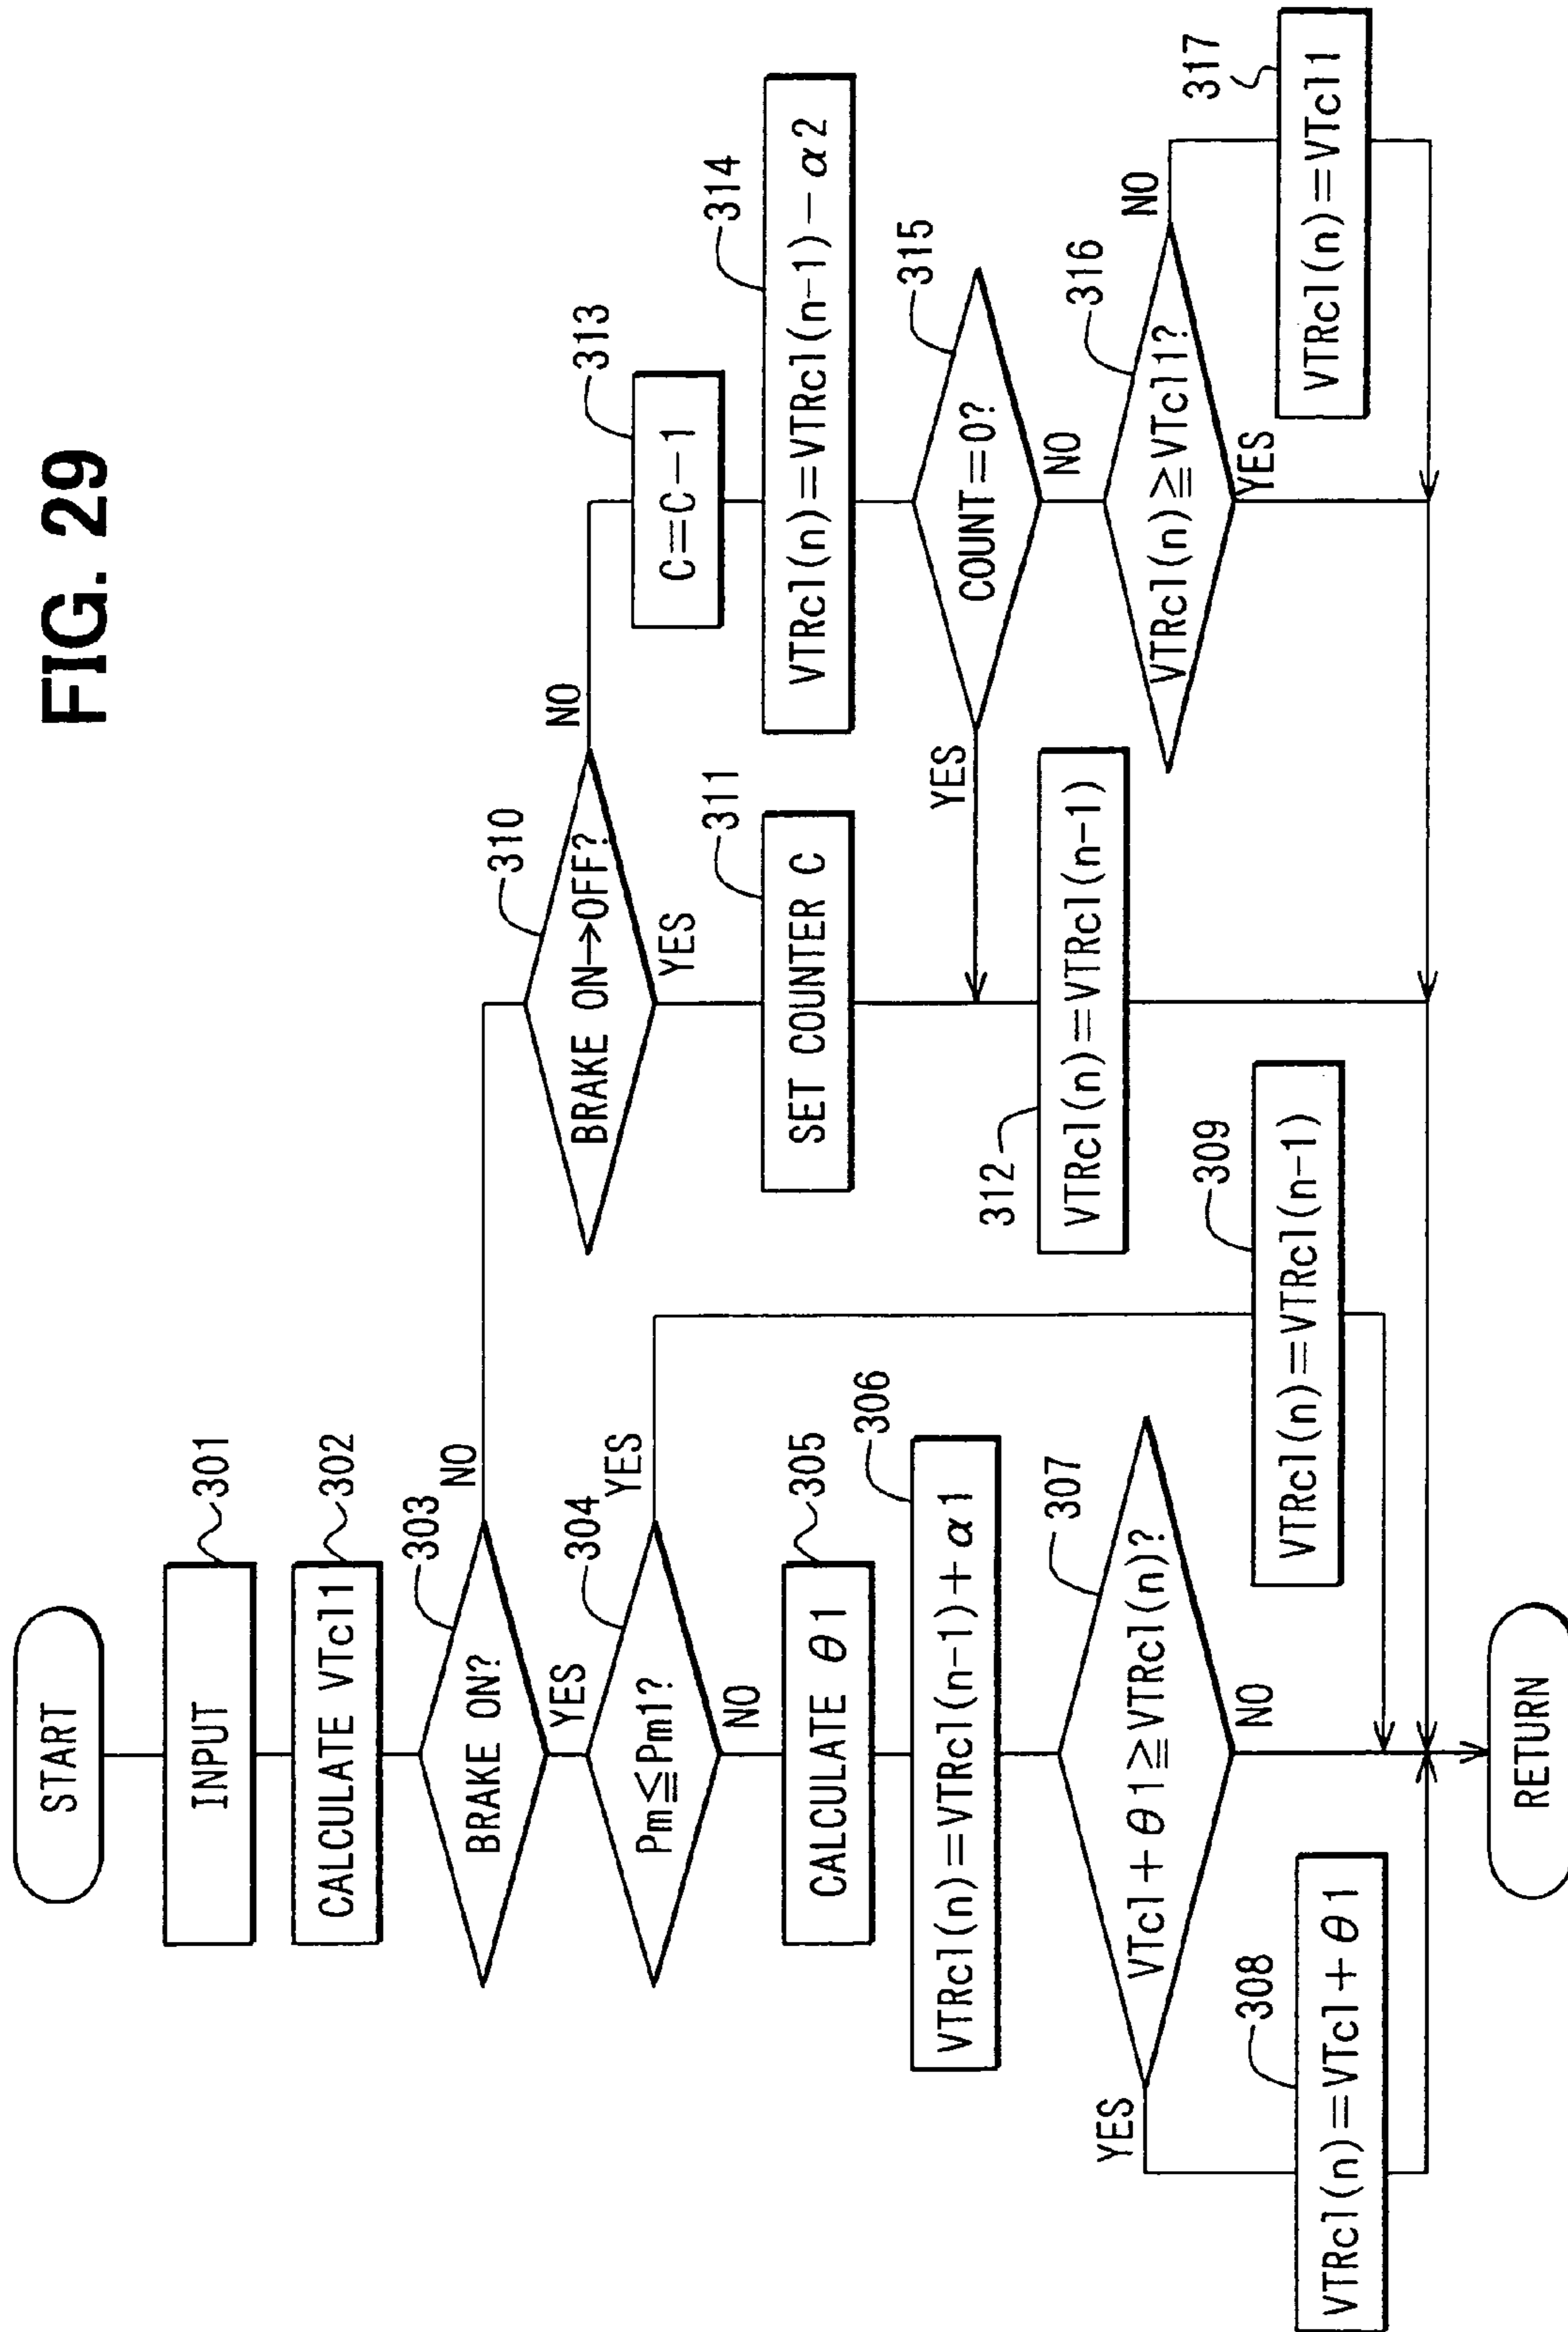 FIG. 29
START
INPUT
301
CALCULATE VTcl1
302
BRAKE ON?
303
NO
YES
Pm≦Pm1?
304
YES
NO
CALCULATE θ1
305
VTRcl(n)=VTRcl(n-1)+α1
306
VTcl+θ1≧VTRcl(n)?
307
YES
NO
VTRcl(n)=VTcl+θ1
308
VTRcl(n)=VTRcl(n-1)
309
BRAKE ON→OFF?
310
NO
YES
SET COUNTER C
311
VTRcl(n)=VTRcl(n-1)
312
C=C-1
313
VTRcl(n)=VTRcl(n-1)-α2
314
COUNT=0?
315
YES
NO
VTRcl(n)≧VTcl1?
316
NO
YES
VTRcl(n)=VTcl1
317
RETURN